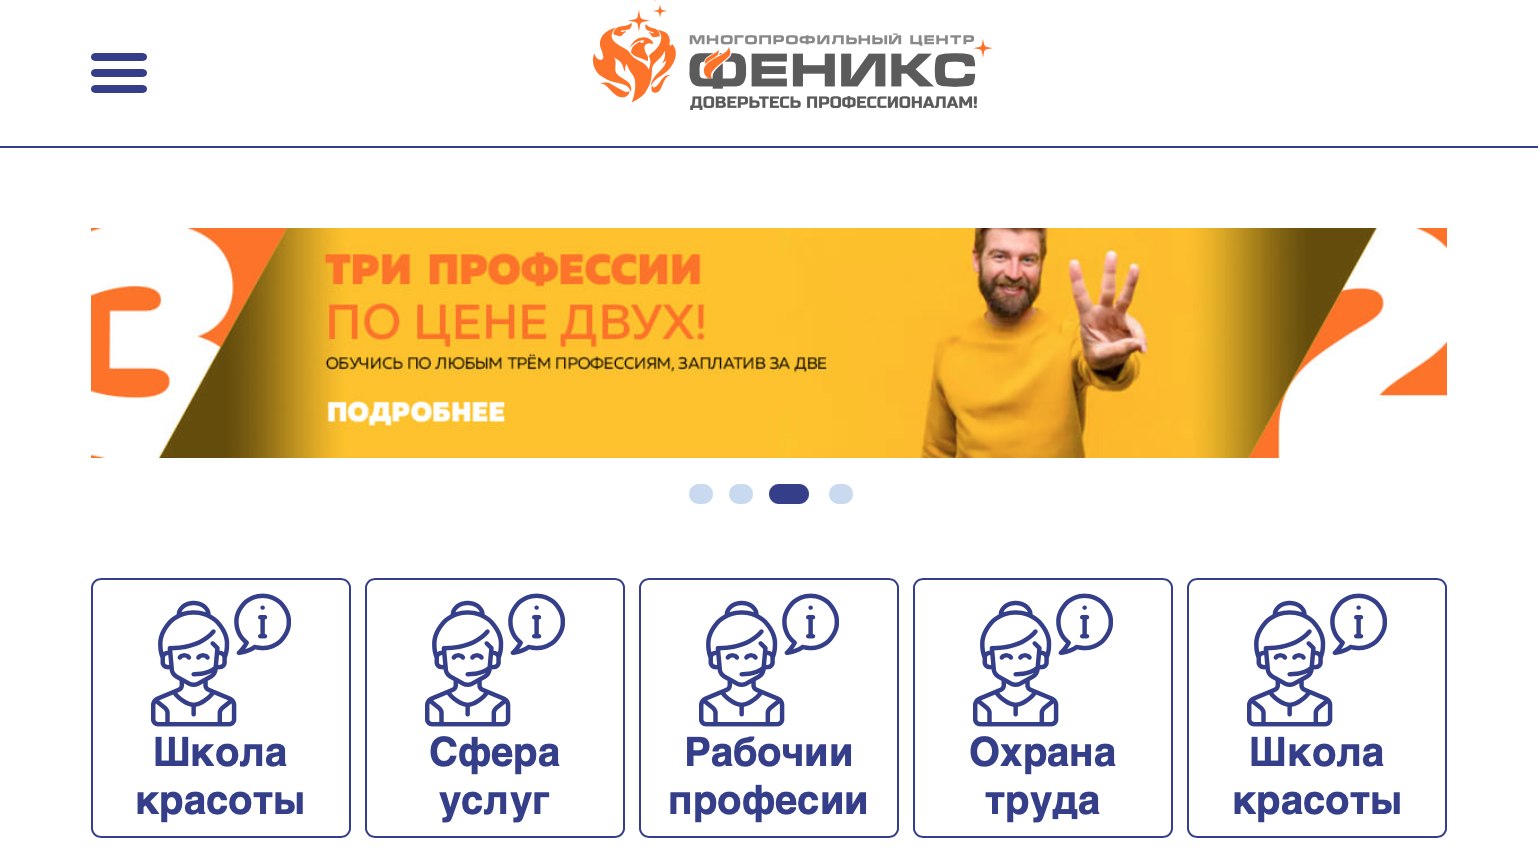 МНОГОПРОФИЛЬНЫЙ ЦЕНТР
ФЕНИКС
ДОВЕРЬТЕСЬ ПРОФЕССИОНАЛАМ!
ТРИ ПРОФЕССИИ
ПО ЦЕНЕ ДВУХ!
ОБУЧИСЬ ПО ЛЮБЫМ ТРЁМ ПРОФЕССИЯМ, ЗАПЛАТИВ ЗА ДВЕ
ПОДРОБНЕЕ
Школа
красоты
Сфера
услуг
Рабочии
професии
Охрана
труда
Школа
красоты